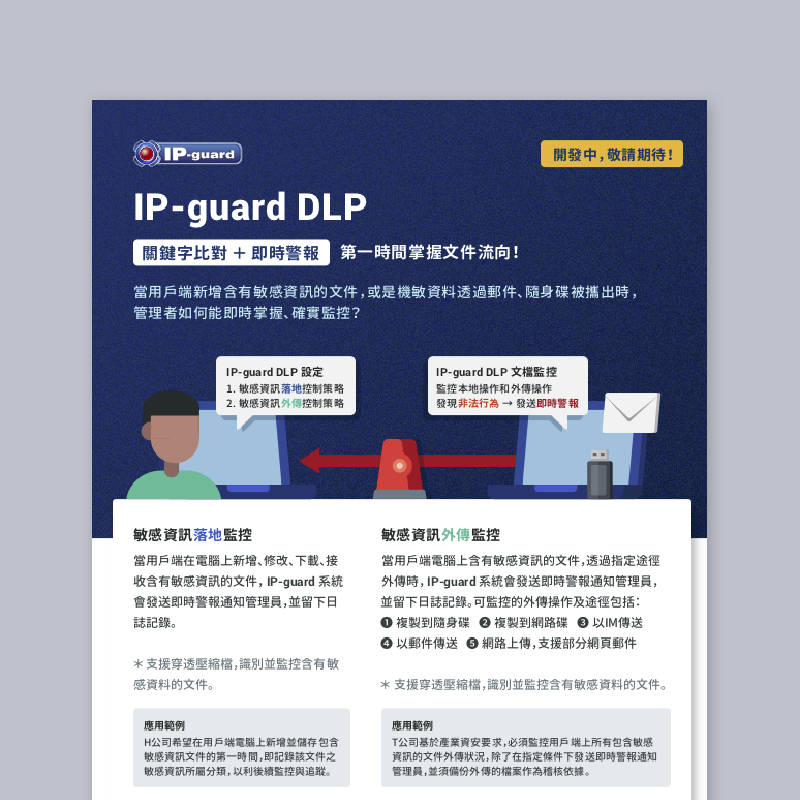 IP-guard
開發中,敬請期待!
IP-guard DLP
關鍵字比對 + 即時警報 第一時間掌握文件流向!
當用戶端新增含有敏感資訊的文件,或是機敏資料透過郵件、隨身碟被攜出時,
管理者如何能即時掌握、確實監控?
IP-guard DLP 設定
1. 敏感資訊落地控制策略
2. 敏感資訊外傳控制策略
IP-guard DLP 文檔監控
監控本地操作和外傳操作
發現非法行為 → 發送即時警報
敏感資訊落地監控
當用戶端在電腦上新增、修改、下載、接
收含有敏感資訊的文件,IP-guard 系統
會發送即時警報通知管理員,並留下日
誌記錄。
＊支援穿透壓縮檔,識別並監控含有敏
感資料的文件。
應用範例
H公司希望在用戶端電腦上新增並儲存包含
敏感資訊文件的第一時間,即記錄該文件之
敏感資訊所屬分類,以利後續監控與追蹤。
敏感資訊外傳監控
當用戶端電腦上含有敏感資訊的文件,透過指定途徑
外傳時,IP-guard 系統會發送即時警報通知管理員,
並留下日誌記錄。可監控的外傳操作及途徑包括:
❶ 複製到隨身碟 ❷ 複製到網路碟 ❸ 以IM傳送
❹ 以郵件傳送 ❺ 網路上傳,支援部分網頁郵件
＊支援穿透壓縮檔,識別並監控含有敏感資訊的文件。
應用範例
T公司基於產業資安要求,必須監控用戶端上所有包含敏感
資訊的文件外傳狀況,除了在指定條件下發送即時警報通知
管理員,並須備份外傳的檔案作為稽核依據。